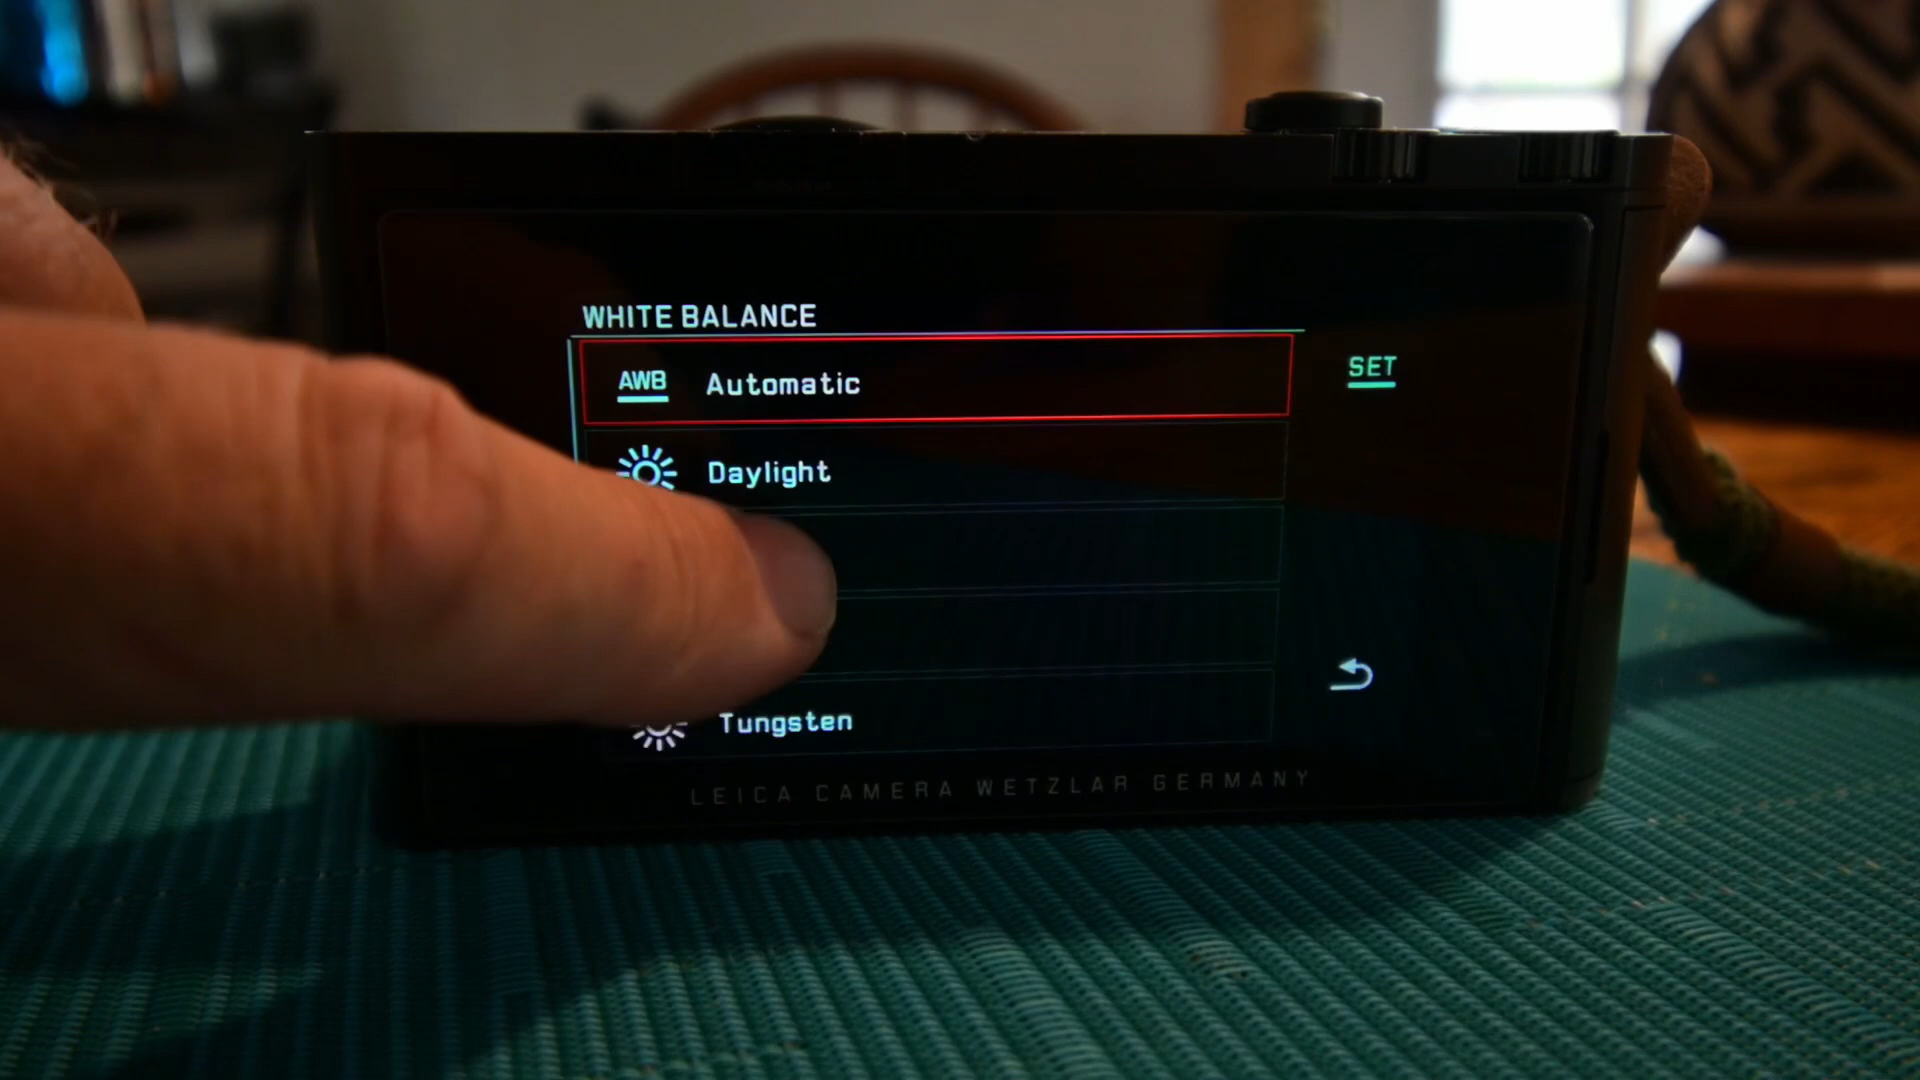 WHITE BALANCE
AWB Automatic
SET
Daylight
Tungsten
LEICA CAMERA WETZLAR GERMANY